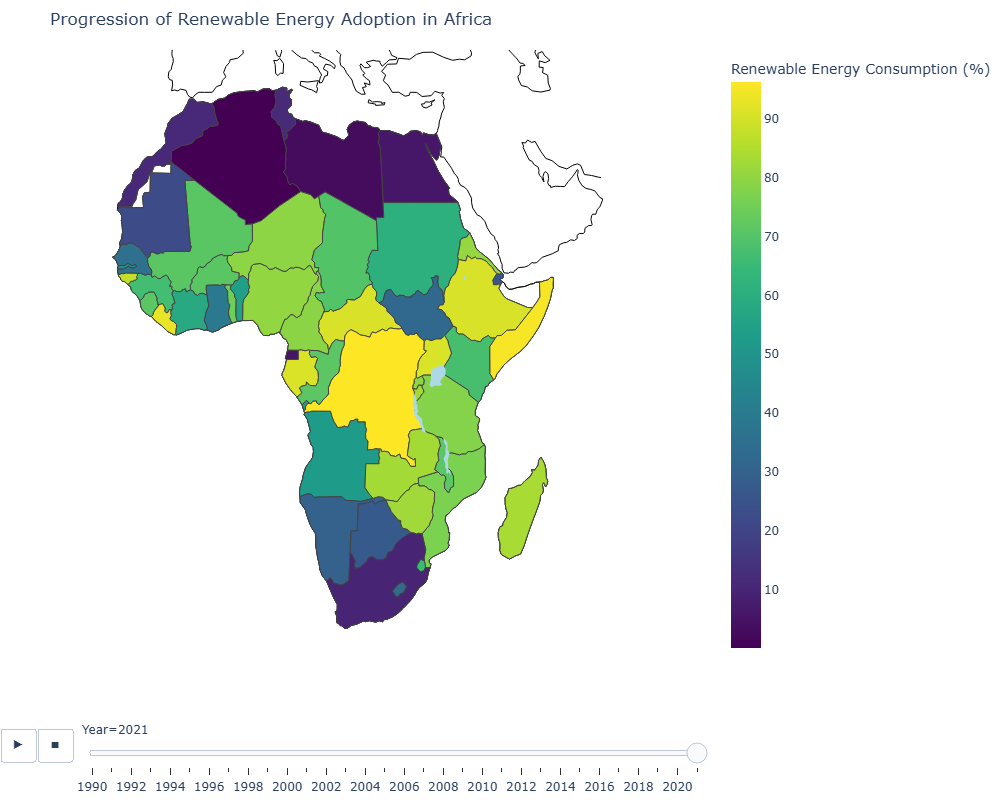 Progression of Renewable Energy Adoption in Africa
Renewable Energy Consumption (%)
90
80
70
60
50
40
30
20
10
Year=2021
1990 1992 1994 1996 1998 2000 2002 2004 2006 2008 2010 2012 2014 2016 2018 2020